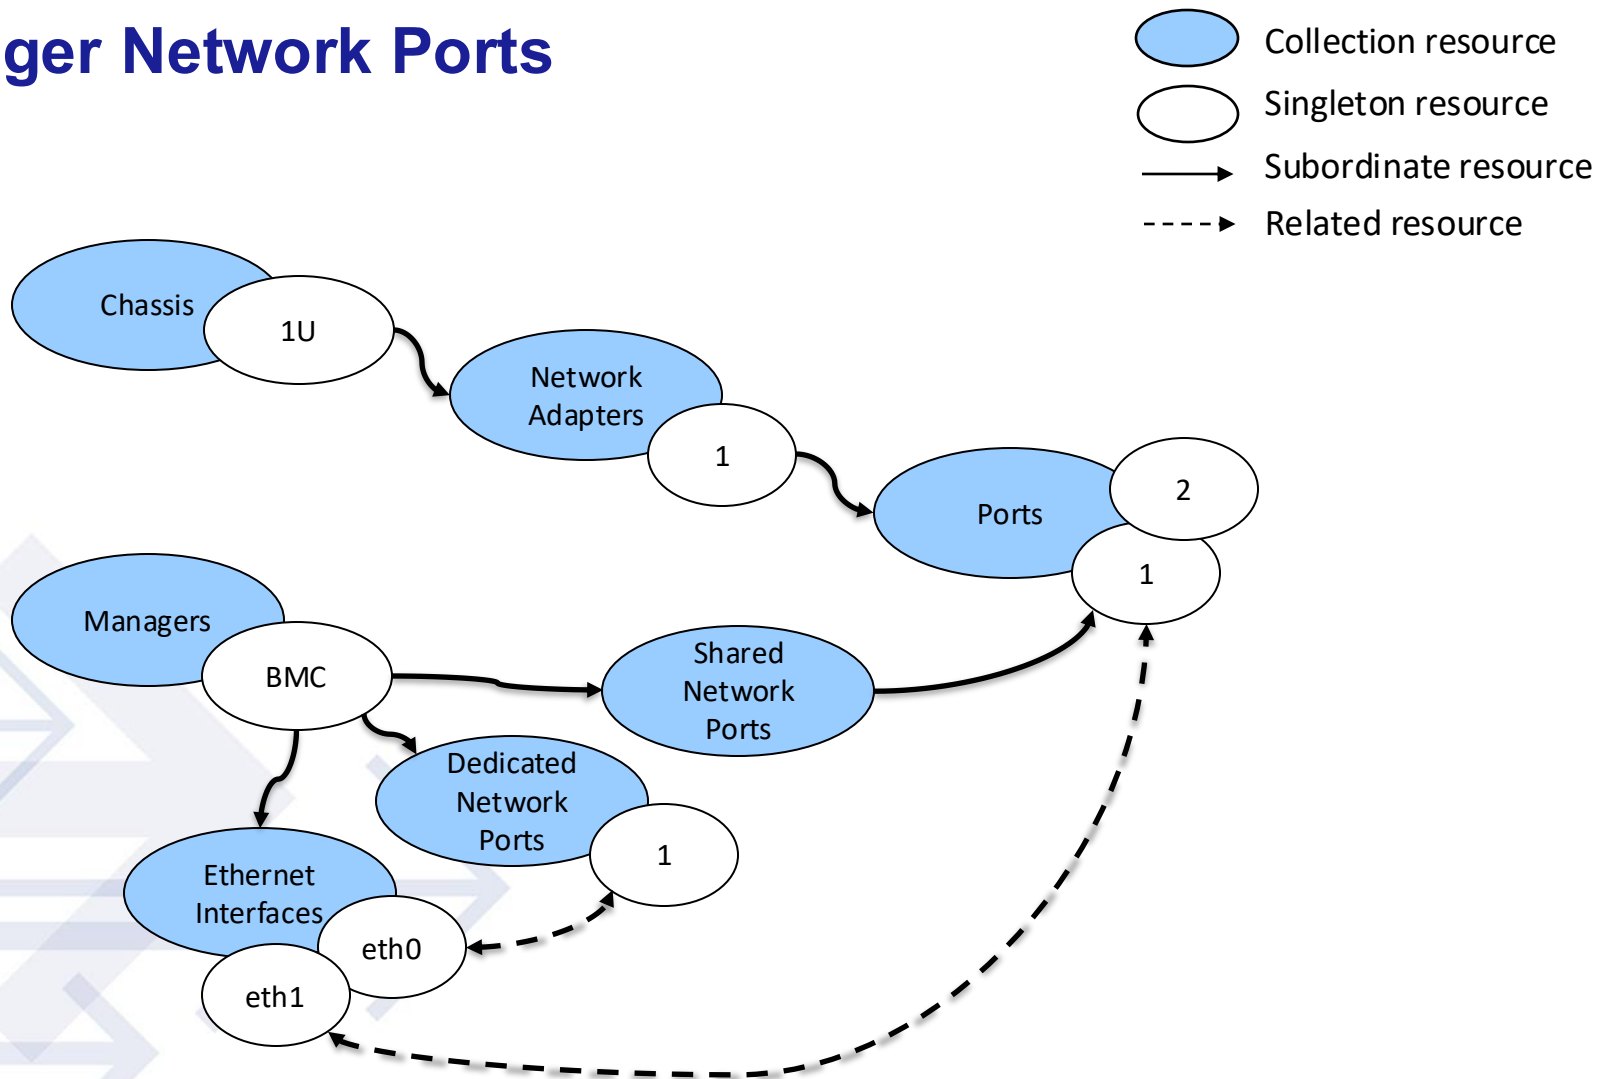 ger Network Ports
Collection resource
Singleton resource
Subordinate resource
Related resource
Chassis
1U
Network
Adapters
1
Ports
2
1
Managers
BMC
Shared
Network
Ports
Dedicated
Network
Ports
1
Ethernet
Interfaces
eth0
eth1